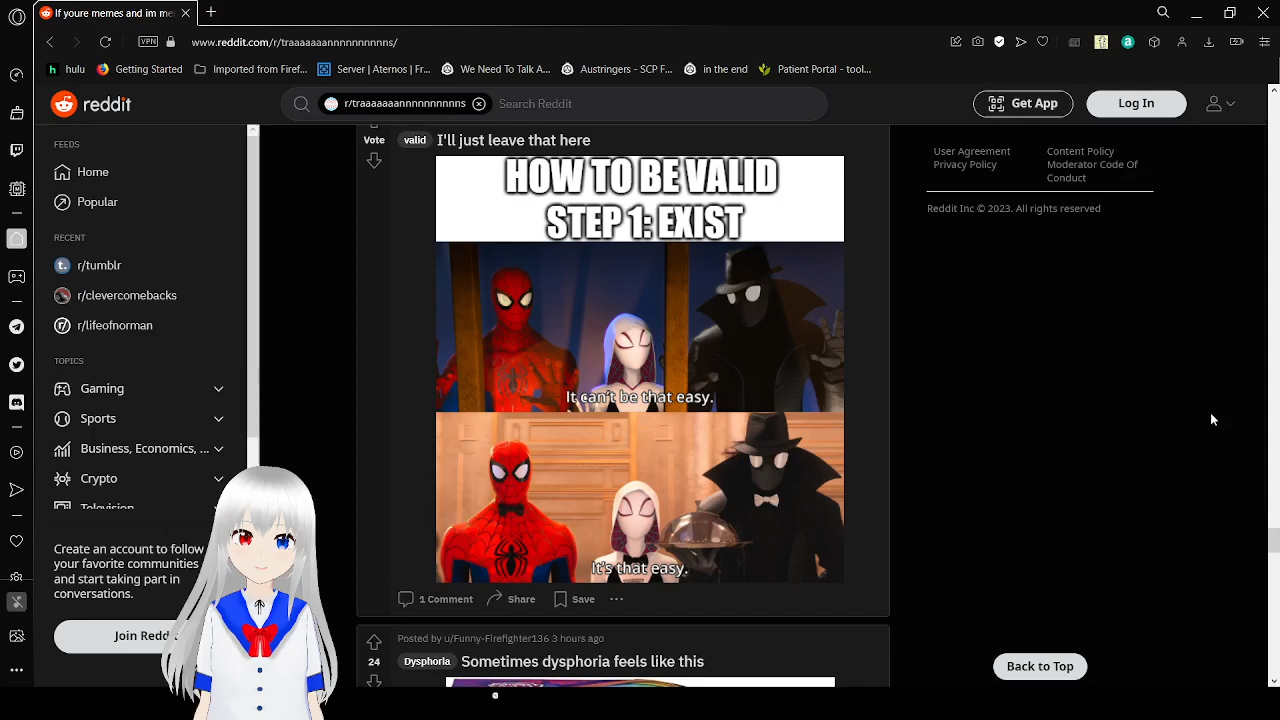 If youre memes and im me
www.reddit.com/r/traaaaaaannnnnnnnnns/
VPN
hulu
Getting Started
Imported from Firef...
Server | Aternos | Fr...
We Need To Talk A...
Austringers - SCP F...
in the end
Patient Portal - tool...
reddit
r/traaaaaaannnnnnnnnns
Search Reddit
Get App
Log In
FEEDS
Home
Popular
RECENT
r/tumblr
r/clevercomebacks
r/lifeofnorman
TOPICS
Gaming
Sports
Business, Economics, ...
Crypto
Television
Create an account to follow
your favorite communities
and start taking part in
conversations.
Join Redd
Vote
valid I'll just leave that here
HOW TO BE VALID
STEP 1: EXIST
It can't be that easy.
It's that easy.
1 Comment
Share
Save
Posted by u/Funny-Firefighter136 3 hours ago
24
Dysphoria Sometimes dysphoria feels like this
User Agreement
Privacy Policy
Content Policy
Moderator Code Of
Conduct
Reddit Inc © 2023. All rights reserved
Back to Top